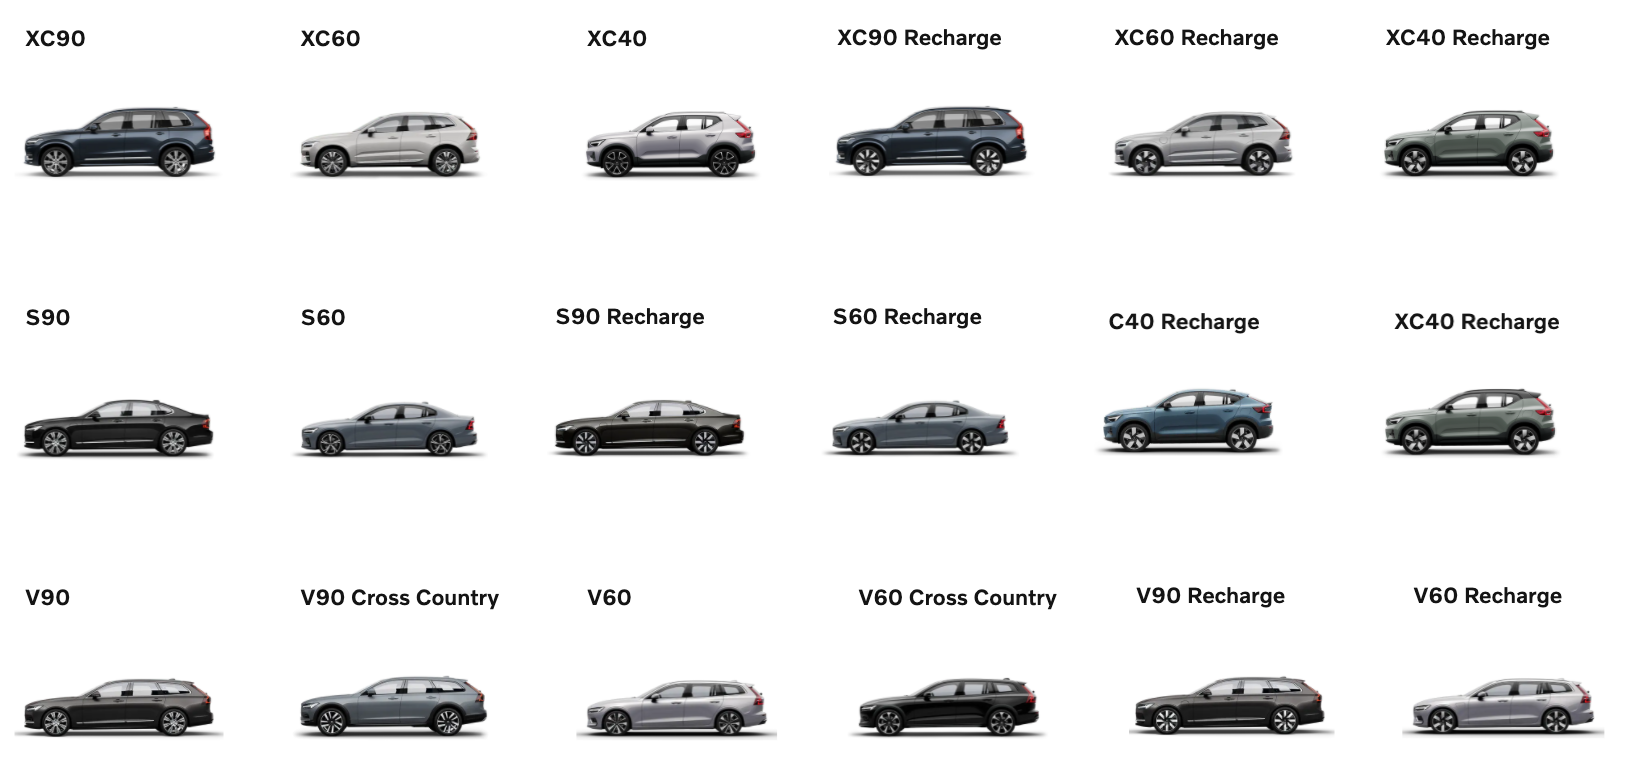 XC90
XC60
XC40
XC90 Recharge
XC60 Recharge
XC40 Recharge
S90
S60
S90 Recharge
S60 Recharge
C40 Recharge
XC40 Recharge
V90
V90 Cross Country
V60
V60 Cross Country
V90 Recharge
V60 Recharge